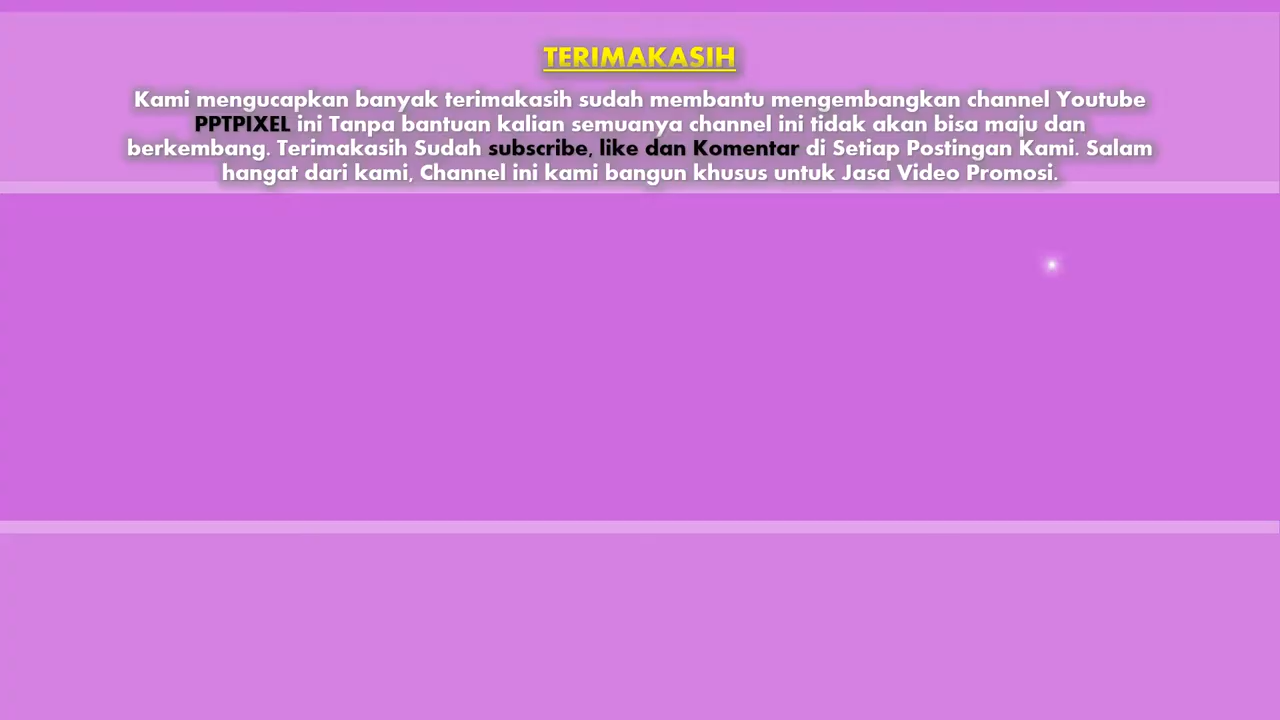 TERIMAKASIH
Kami mengucapkan banyak terimakasih sudah membantu mengembangkan channel Youtube
PPTPIXEL ini Tanpa bantuan kalian semuanya channel ini tidak akan bisa maju dan
berkembang. Terimakasih Sudah subscribe, like dan Komentar di Setiap Postingan Kami. Salam
hangat dari kami, Channel ini kami bangun khusus untuk Jasa Video Promosi.